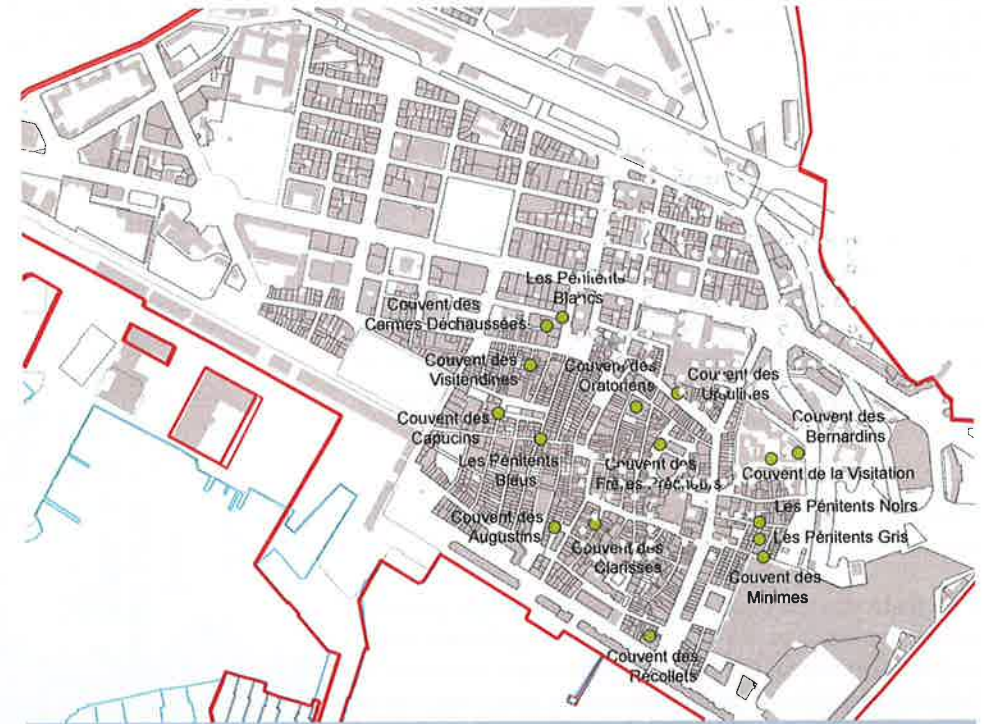 Les Pénitents
Blancs
Couvent des
Carmes Déchaussées
Couvent des
Visitendines
Couvent des
Oratoriens
Couvent des
Ursulines
Couvent des
Capucins
Couvent des
Bernardins
Les Pénitents
Bleus
Couvent des
Frères Prêcheurs
Couvent de la Visitation
Les Pénitents Noirs
Couvent des
Augustins
Les Pénitents Gris
Couvent des
Clarisses
Couvent des
Minimes
Couvent des
Récollets